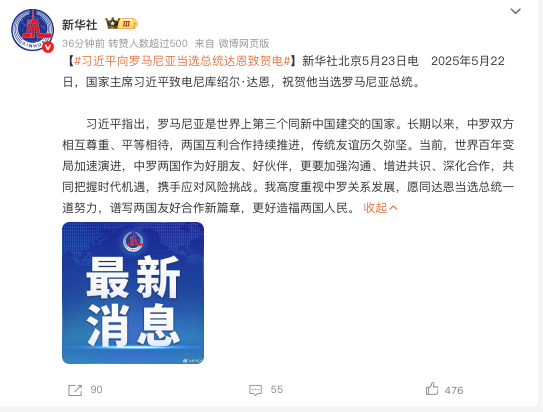 新华社
36分钟前 转赞人数超过500 来自 微博网页版
【#习近平向罗马尼亚当选总统达恩致贺电#】新华社北京5月23日电 2025年5月22
日，国家主席习近平致电尼库绍尔·达恩，祝贺他当选罗马尼亚总统。
习近平指出，罗马尼亚是世界上第三个同新中国建交的国家。长期以来，中罗双方
相互尊重、平等相待，两国互利合作持续推进，传统友谊历久弥坚。当前，世界百年变
局加速演进，中罗两国作为好朋友、好伙伴，更要加强沟通、增进共识、深化合作，共
同把握时代机遇，携手应对风险挑战。我高度重视中罗关系发展，愿同达恩当选总统一
道努力，谱写两国友好合作新篇章，更好造福两国人民。 收起
最新
消息
90
55
476